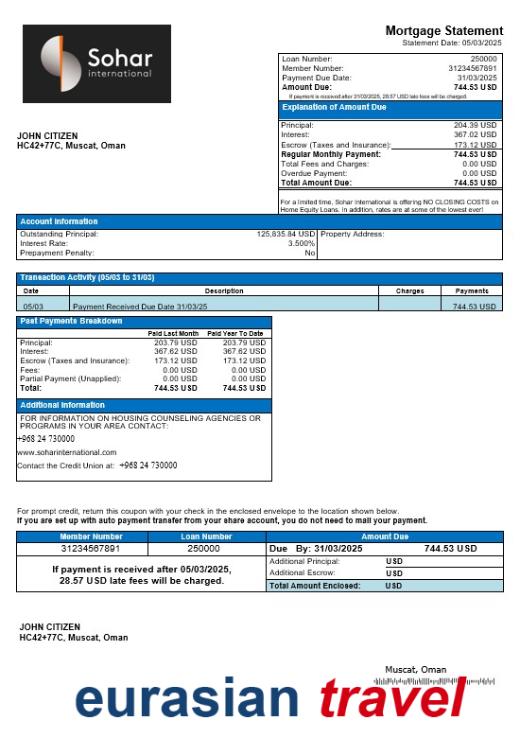 Sohar
international
Mortgage Statement
Statement Date: 05/03/2025
Loan Number: 250000
Member Number: 31234567891
Payment Due Date: 31/03/2025
Amount Due: 744.53 USD
If payment is received after 31/03/2025, 28.57 USD late fees will be charged.
Explanation of Amount Due
Principal: 204.39 USD
Interest: 367.02 USD
Escrow (Taxes and Insurance): 173.12 USD
Regular Monthly Payment: 744.53 USD
Total Fees and Charges: 0.00 USD
Overdue Payment: 0.00 USD
Total Amount Due: 744.53 USD
JOHN CITIZEN
HC42+77C, Muscat, Oman
For a limited time, Sohar International is offering NO CLOSING COSTS on
Home Equity Loans. In addition, rates are at some of the lowest ever!
Account Information
Outstanding Principal: 125,835.84 USD Property Address:
Interest Rate: 3.500%
Prepayment Penalty: No
Transaction Activity (05/03 to 31/03)
Date Description Charges Payments
05/03 Payment Received Due Date 31/03/25 744.53 USD
Past Payments Breakdown
Paid Last Month Paid Year To Date
Principal: 203.79 USD 203.79 USD
Interest: 367.62 USD 367.62 USD
Escrow (Taxes and Insurance): 173.12 USD 173.12 USD
Fees: 0.00 USD 0.00 USD
Partial Payment (Unapplied): 0.00 USD 0.00 USD
Total: 744.53 USD 744.53 USD
Additional Information
FOR INFORMATION ON HOUSING COUNSELING AGENCIES OR
PROGRAMS IN YOUR AREA CONTACT:
+968 24 730000
www.soharinternational.com
Contact the Credit Union at: +968 24 730000
For prompt credit, return this coupon with your check in the enclosed envelope to the location shown below.
If you are set up with auto payment transfer from your share account, you do not need to mail your payment.
Member Number Loan Number Amount Due
31234567891 250000 Due By: 31/03/2025 744.53 USD
If payment is received after 05/03/2025,
28.57 USD late fees will be charged.
Additional Principal: USD
Additional Escrow: USD
Total Amount Enclosed: USD
JOHN CITIZEN
HC42+77C, Muscat, Oman
Muscat, Oman
eurasian travel